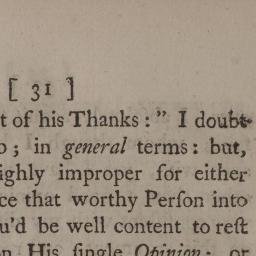 [ 31 ]
t of his Thanks :” I doubt
o ; in general terms : but,
ighly improper for either
ce that worthy Perſon into
u'd be well content to reſt
on His ſingle Opinion ; or